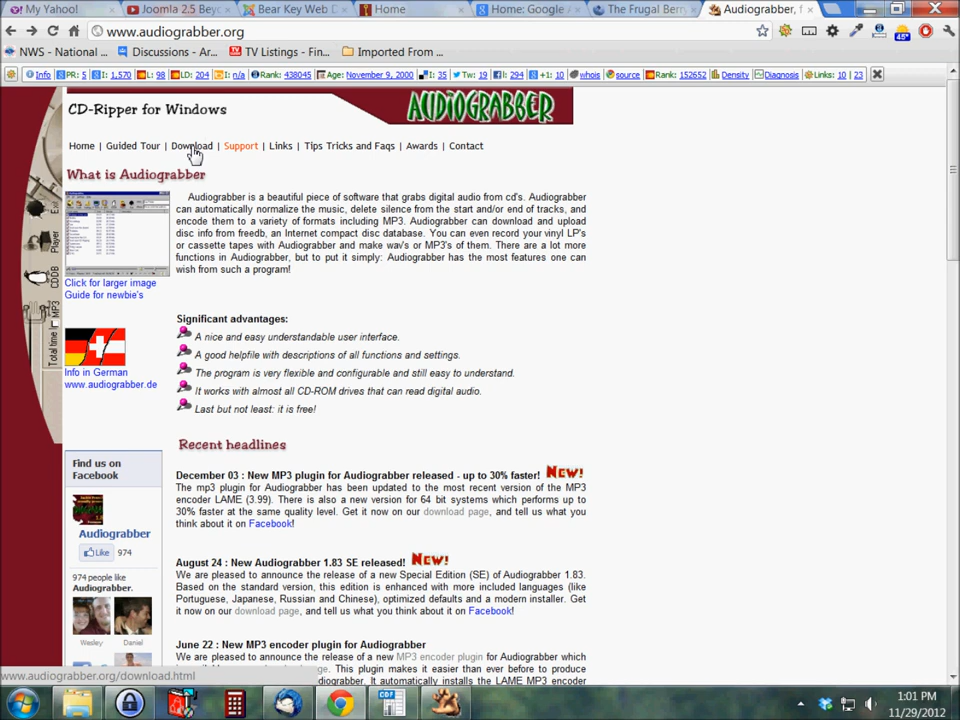 My Yahoo!
Joomla 2.5 Beyo
Bear Key Web D
Home
Home: f
The Frugal Berry
Audiograbber, f
www.audiograbber.org
NWS - National ...
Discussions - Ar...
TV Listings - Fin...
Imported From ...
Info PR: 5 I: 1,570 L: 98 LD: 204 I: n/a Rank: 438045 Age: November 9, 2000 I: 35 Tw: 19 l: 294 +1: 10 whois source Rank: 152652 Density Diagnosis Links: 10 | 23
CD-Ripper for Windows
AUDIOGRABBER
Home | Guided Tour | Download | Support | Links | Tips Tricks and Faqs | Awards | Contact
What is Audiograbber
Audiograbber is a beautiful piece of software that grabs digital audio from cd's. Audiograbber
can automatically normalize the music, delete silence from the start and/or end of tracks, and
encode them to a variety of formats including MP3. Audiograbber can download and upload
disc info from freedb, an Internet compact disc database. You can even record your vinyl LP's
or cassette tapes with Audiograbber and make wav's or MP3's of them. There are a lot more
functions in Audiograbber, but to put it simply: Audiograbber has the most features one can
wish from such a program!
Exit
Player
CDDB
MP3
Total time
Click for larger image
Guide for newbie's
Info in German
www.audiograbber.de
Significant advantages:
A nice and easy understandable user interface.
A good helpfile with descriptions of all functions and settings.
The program is very flexible and configurable and still easy to understand.
It works with almost all CD-ROM drives that can read digital audio.
Last but not least: it is free!
Recent headlines
December 03 : New MP3 plugin for Audiograbber released - up to 30% faster! New!
The mp3 plugin for Audiograbber has been updated to the most recent version of the MP3
encoder LAME (3.99). There is also a new version for 64 bit systems which performs up to
30% faster at the same quality level. Get it now on our download page, and tell us what you
think about it on Facebook!
August 24 : New Audiograbber 1.83 SE released! New!
We are pleased to announce the release of a new Special Edition (SE) of Audiograbber 1.83.
Based on the standard version, this edition is enhanced with more included languages (like
Portuguese, Japanese, Russian and Chinese), optimized defaults and a modern installer. Get
it now on our download page, and tell us what you think about it on Facebook!
June 22 : New MP3 encoder plugin for Audiograbber
We are pleased to announce the release of a new MP3 encoder plugin for Audiograbber which
This plugin makes it easier than ever before to produce
diograbber. It automatically installs the LAME MP3 encoder
Find us on
Facebook
Audiograbber
Like 974
974 people like
Audiograbber.
Wesley Daniel
www.audiograbber.org/download.html
45°
CDF
1:01 PM
11/29/2012